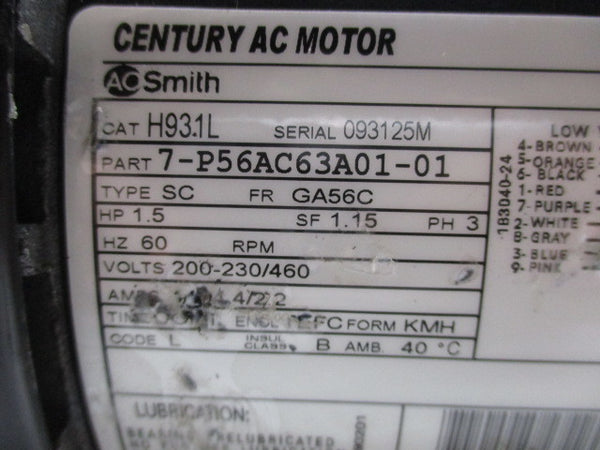 CENTURY AC MOTOR
AO Smith
CAT H93.1L SERIAL 093125M
PART 7-P56AC63A01-01
TYPE SC FR GA56C
HP 1.5 SF 1.15 PH 3
HZ 60 RPM
VOLTS 200-230/460
4/2.2
FORM KMH
CODE L INSUL CLASS B AMB. 40 °C
LUBRICATION:
BEARING PRELUBRICATED
LOW
4-BROWN
5-ORANGE
6-BLACK
1-RED
7-PURPLE
2-WHITE
8-GRAY
3-BLUE
9-PINK
1B3040-24